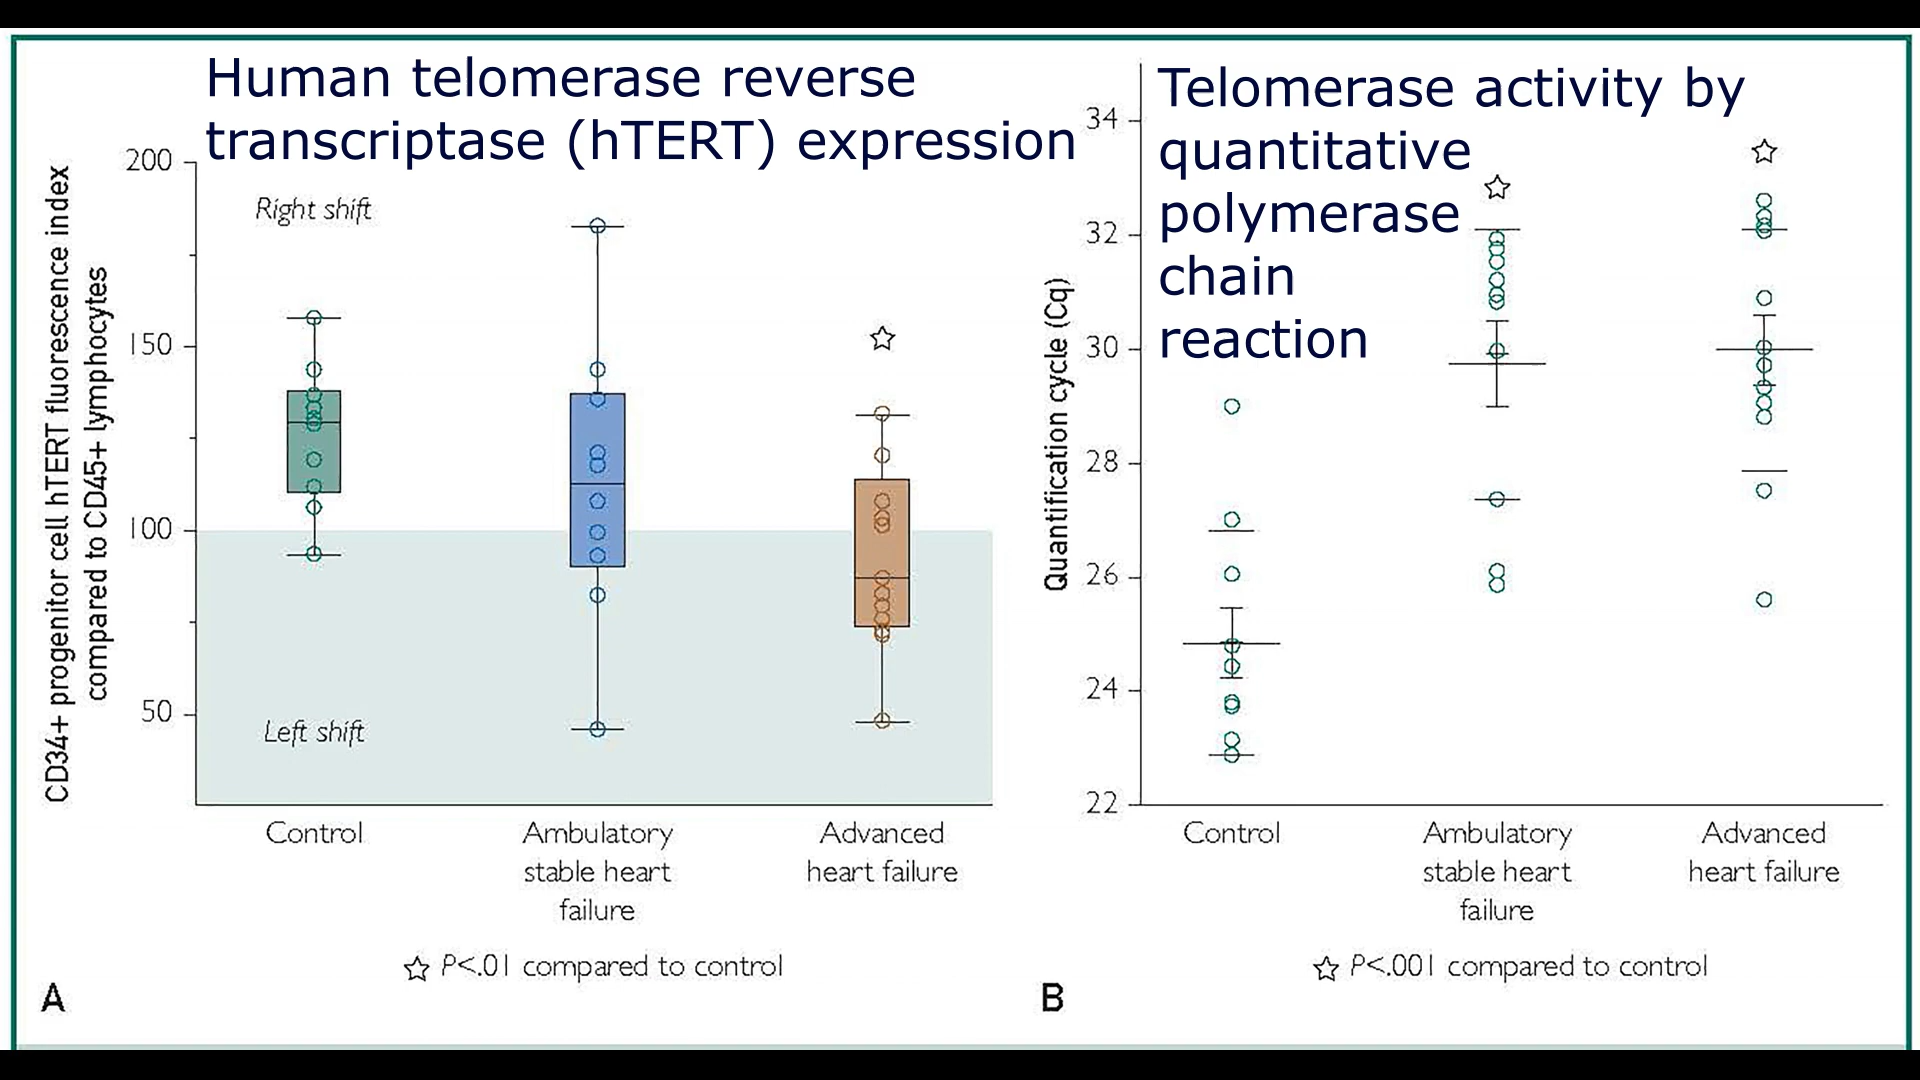 Human telomerase reverse
transcriptase (hTERT) expression
CD34+ progenitor cell hTERT fluorescence index
compared to CD45+ lymphocytes
200
150
100
50
Right shift
Left shift
Control
Ambulatory
stable heart
failure
Advanced
heart failure
☆ P<.01 compared to control
A
Telomerase activity by
quantitative
polymerase
chain
reaction
Quantification cycle (Cq)
34
32
30
28
26
24
22
Control
Ambulatory
stable heart
failure
Advanced
heart failure
☆ P<.001 compared to control
B